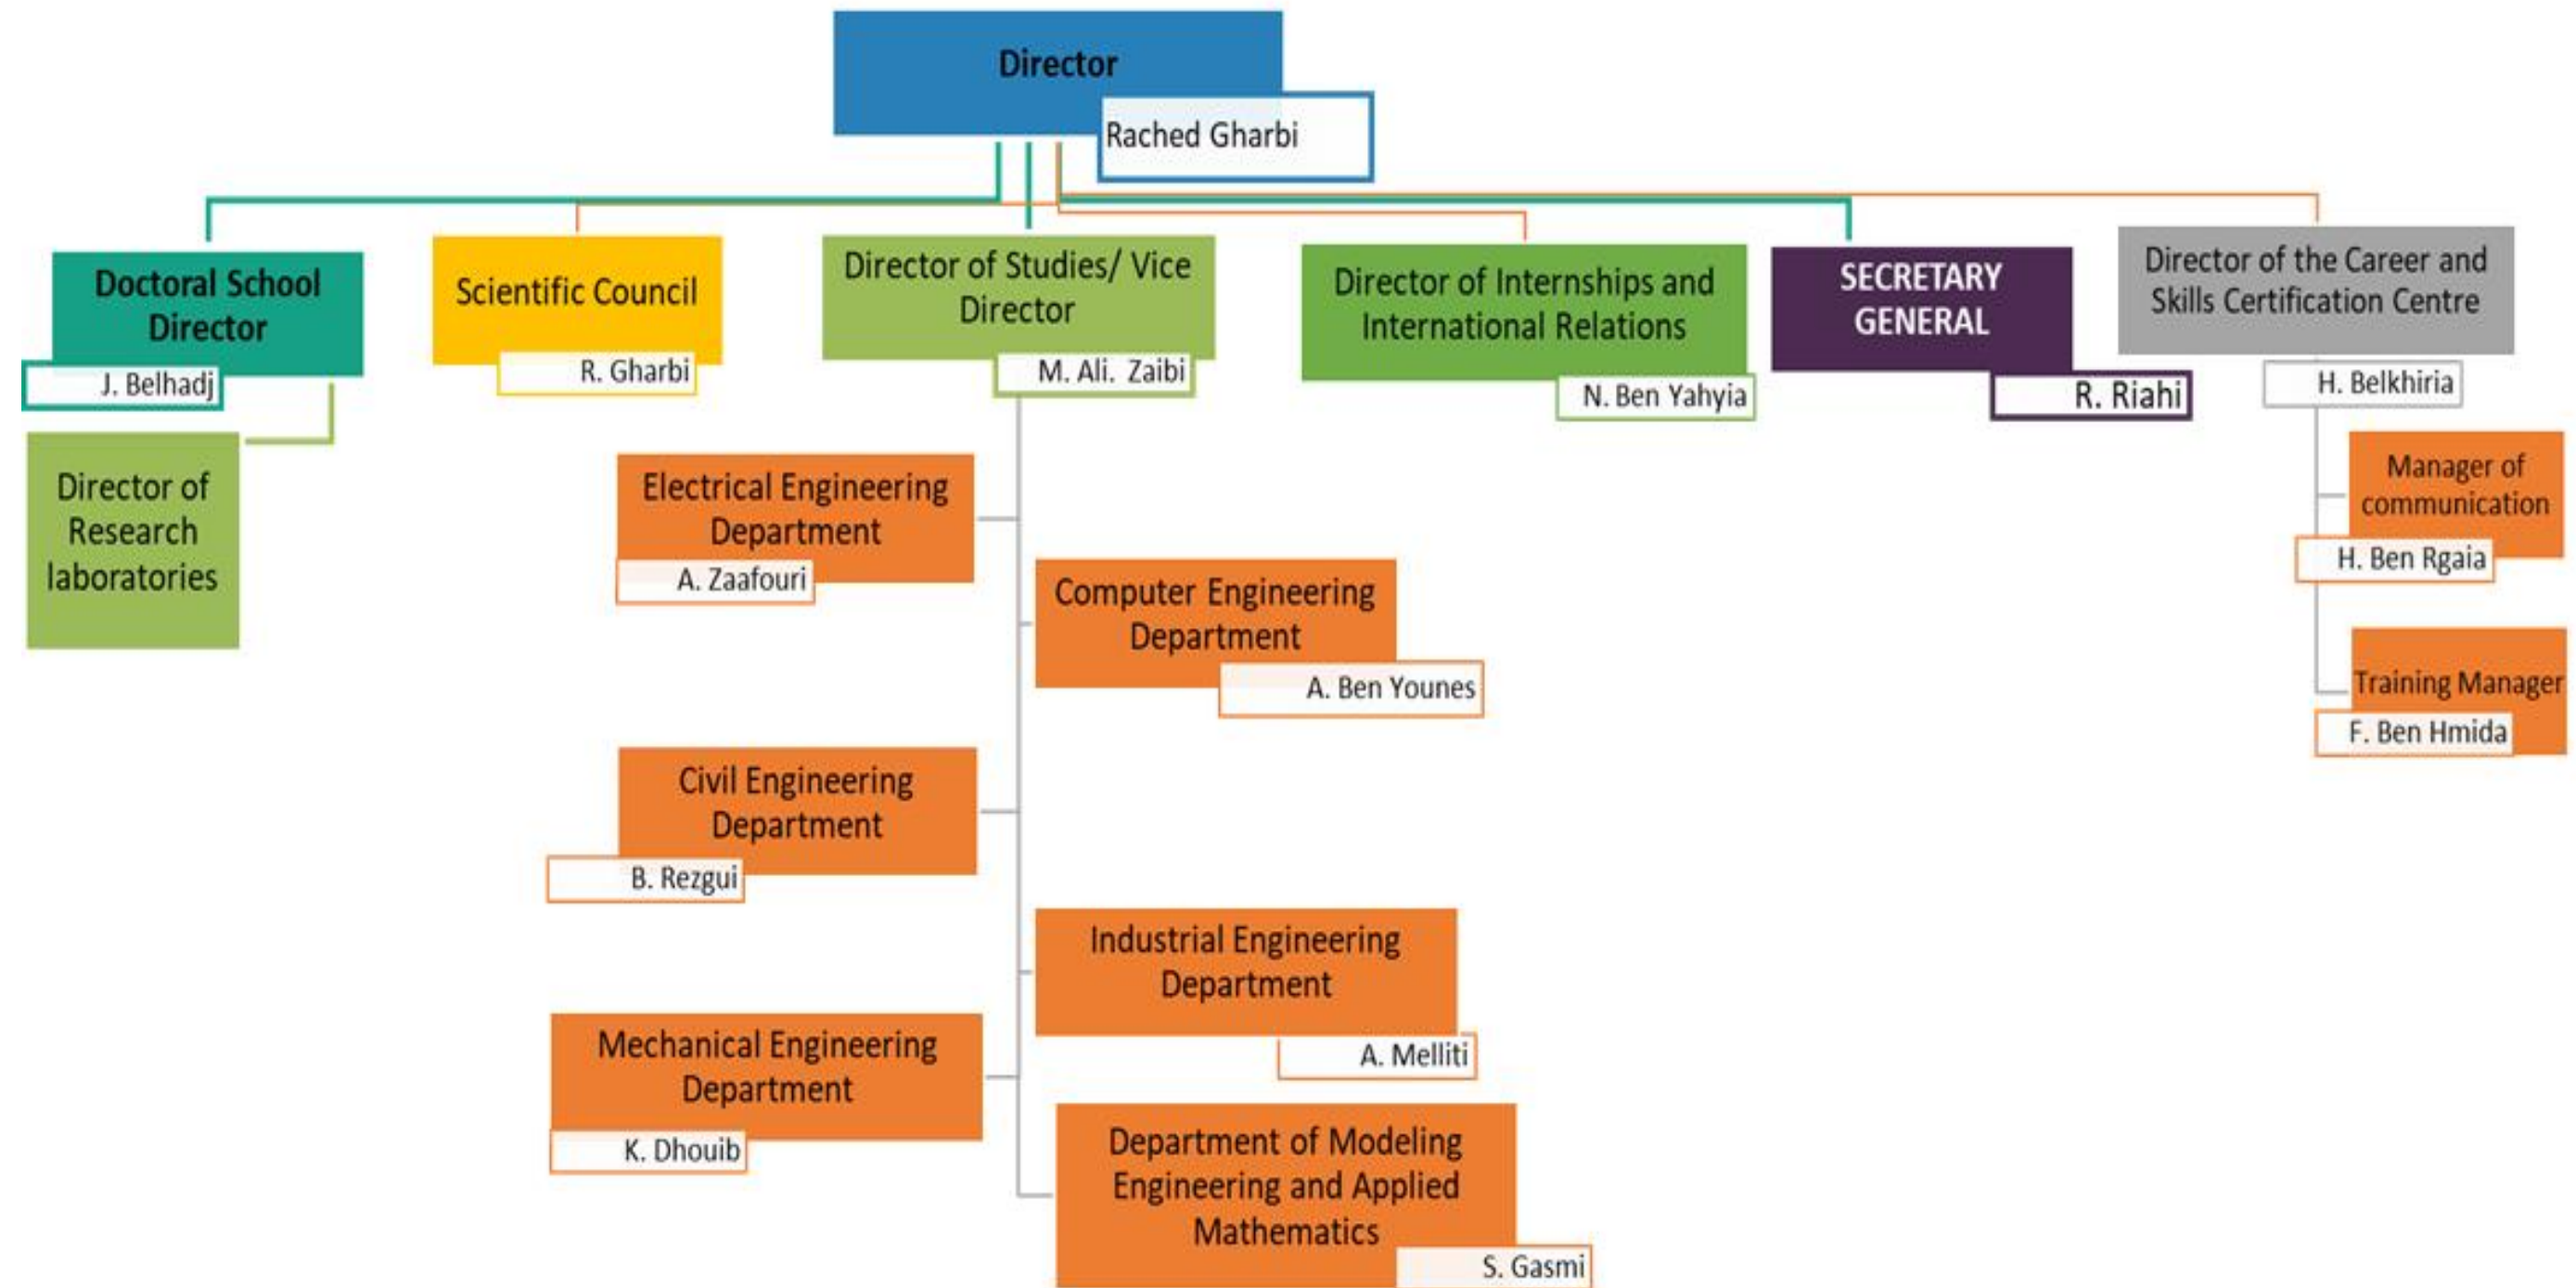 Director
Rached Gharbi
Doctoral School
Director
J. Belhadj
Director of
Research
laboratories
Scientific Council
R. Gharbi
Director of Studies/ Vice
Director
M. Ali. Zaibi
Electrical Engineering
Department
A. Zaafouri
Computer Engineering
Department
A. Ben Younes
Civil Engineering
Department
B. Rezgui
Industrial Engineering
Department
A. Melliti
Mechanical Engineering
Department
K. Dhouib
Department of Modeling
Engineering and Applied
Mathematics
S. Gasmi
Director of Internships and
International Relations
N. Ben Yahyia
SECRETARY
GENERAL
R. Riahi
Director of the Career and
Skills Certification Centre
H. Belkhiria
Manager of
communication
H. Ben Rgaia
Training Manager
F. Ben Hmida